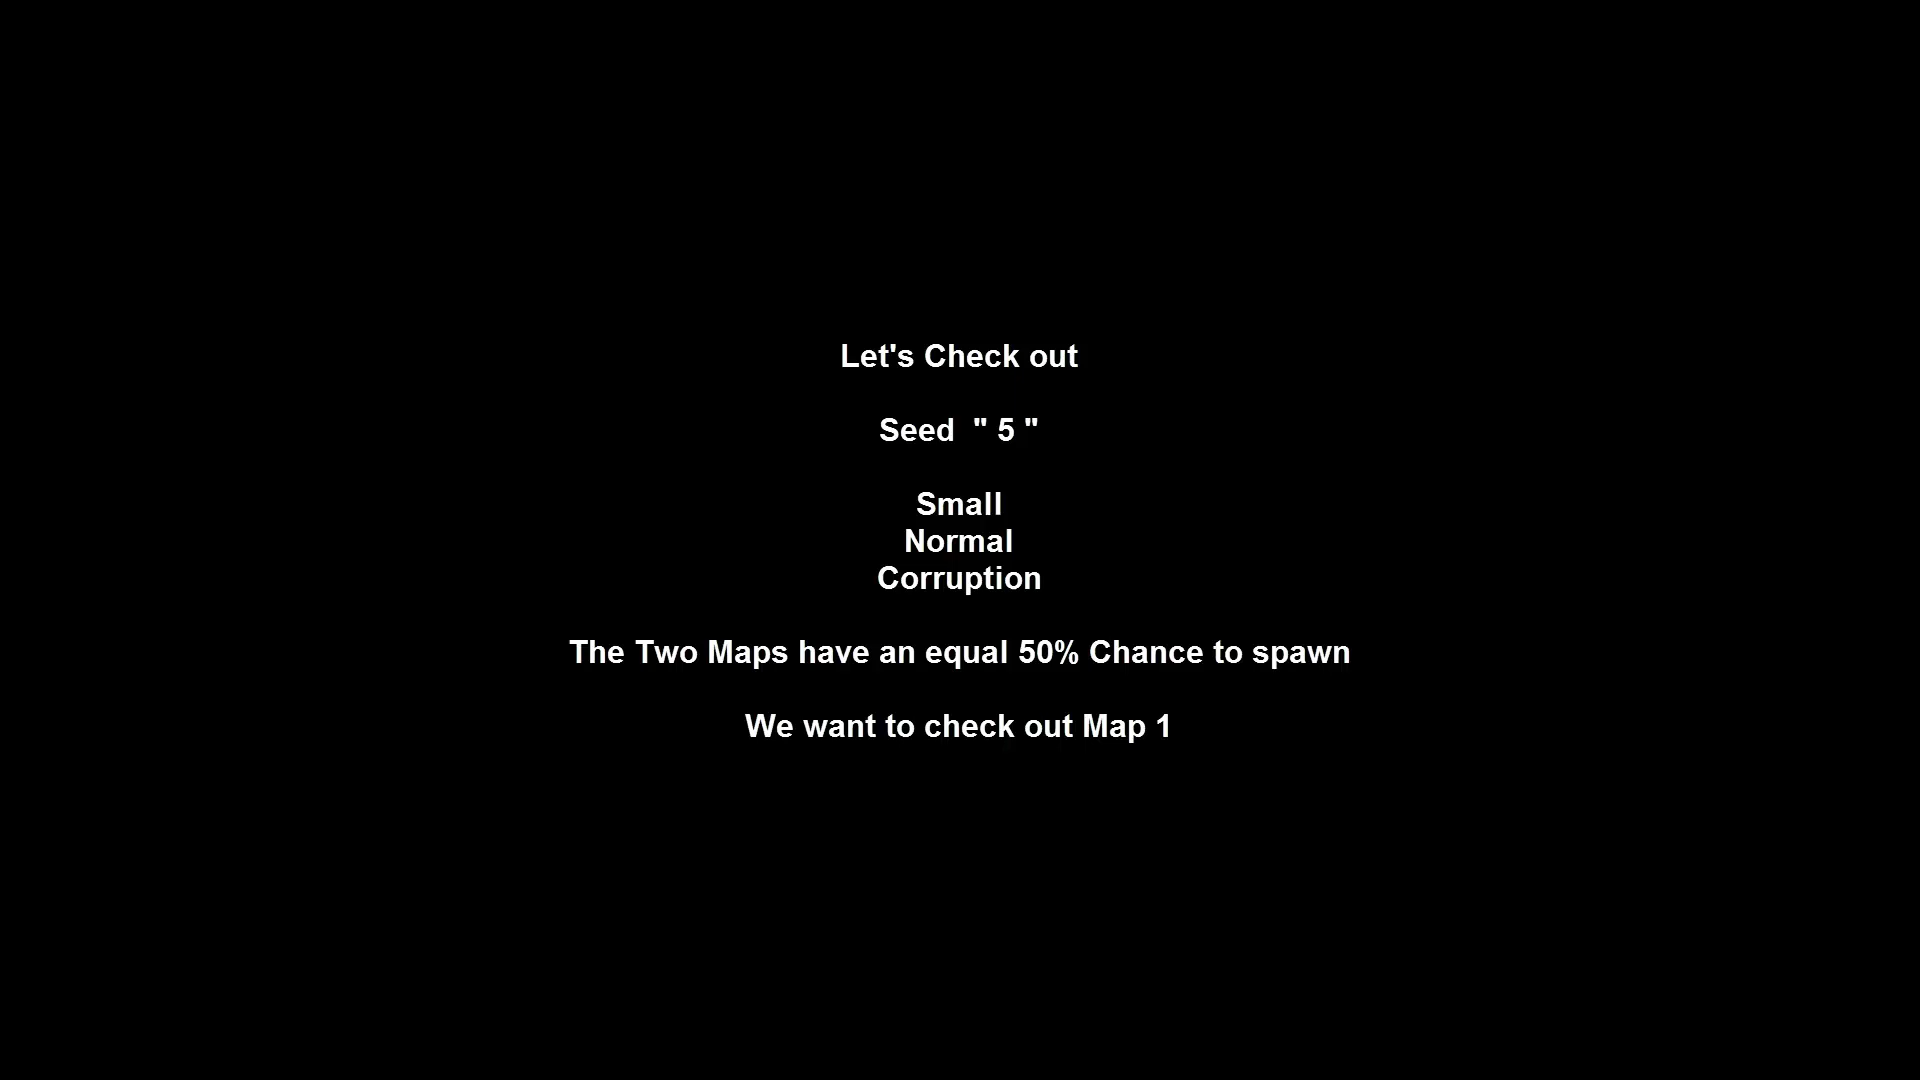 Let's Check out
Seed  " 5 "
Small
Normal
Corruption
The Two Maps have an equal 50% Chance to spawn
We want to check out Map 1